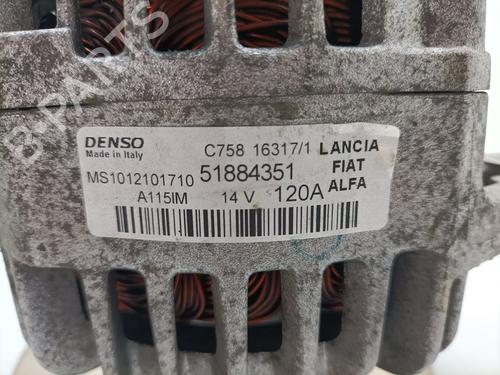 B-PARTS
DENSO C758 16317/1 LANCIA
Made in Italy FIAT
MS1012101710 51884351 ALFA
A115IM 14 V 120A